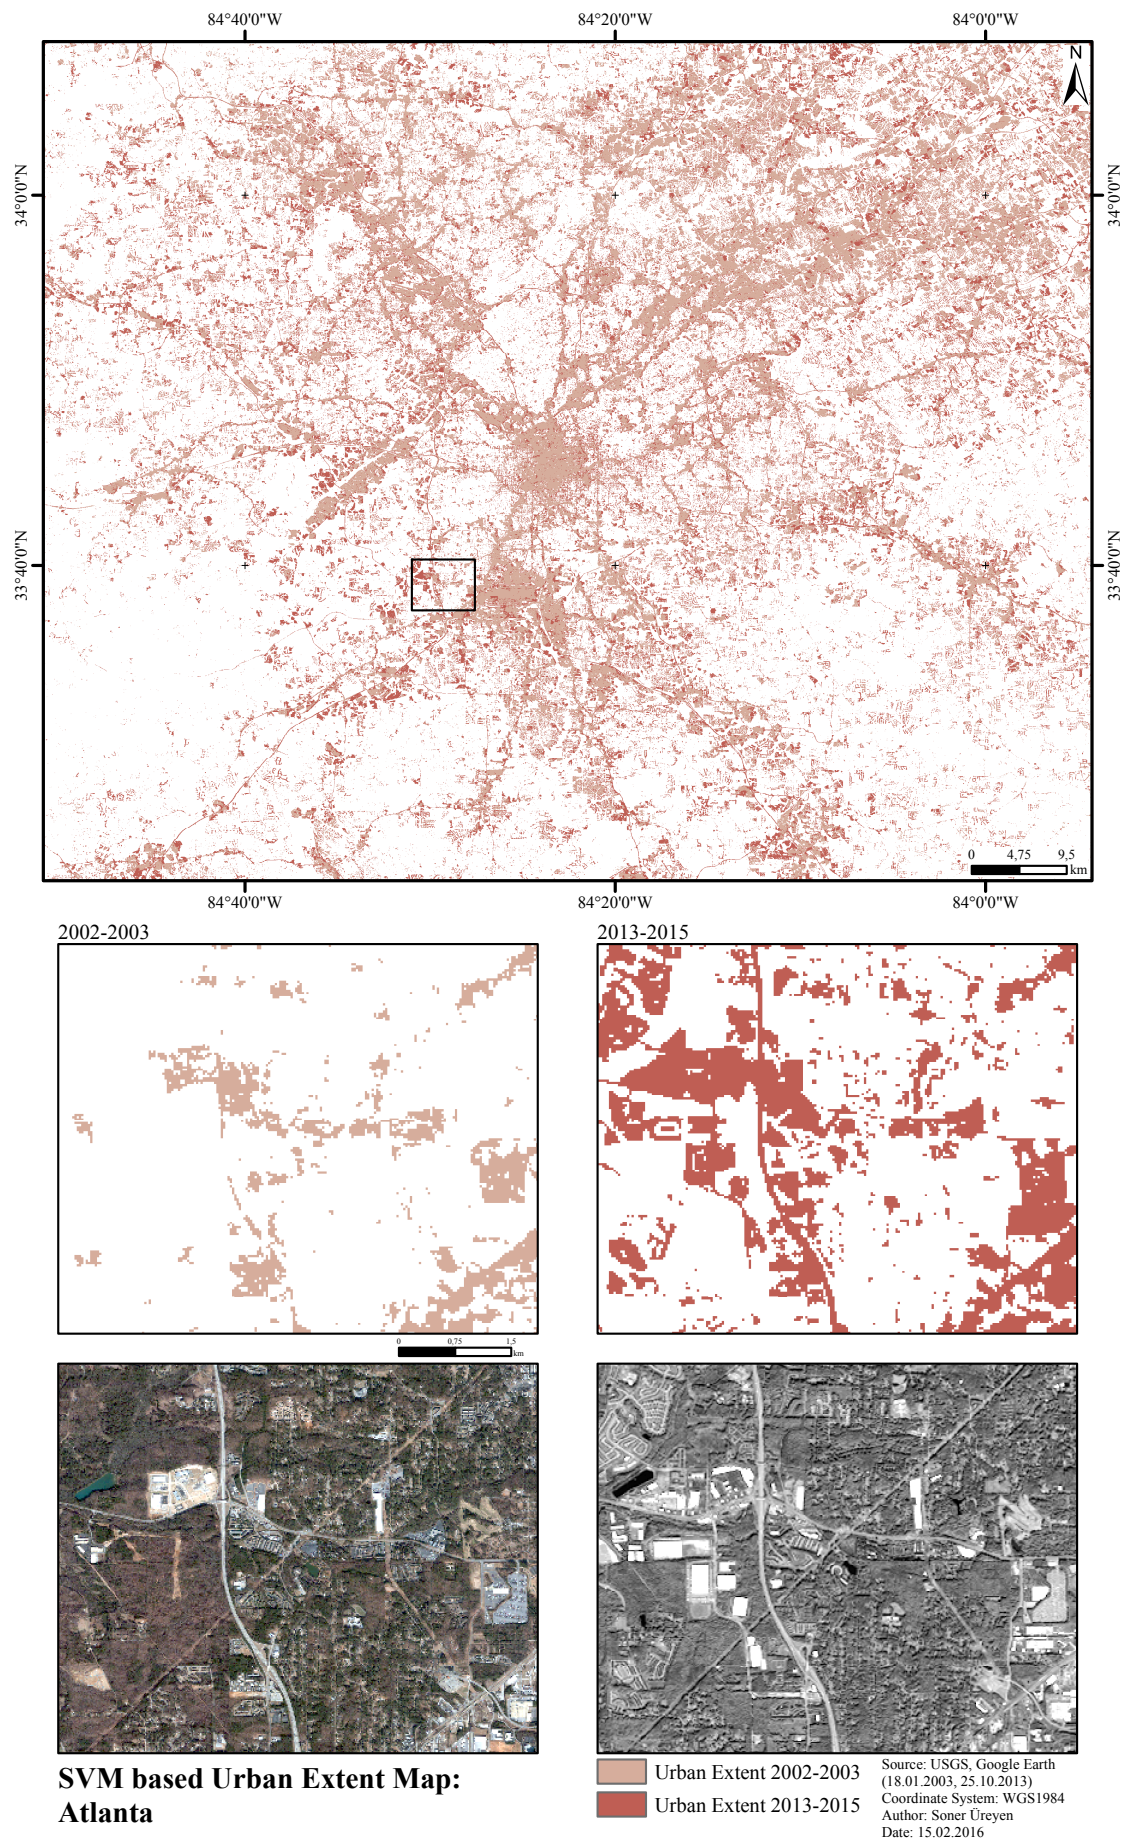 84°40'0"W 84°20'0"W 84°0'0"W
N
34°0'0"N 34°0'0"N
33°40'0"N 33°40'0"N
0 4,75 9,5
km
84°40'0"W 84°20'0"W 84°0'0"W
2002-2003
2013-2015
0 0,75 1,5
km
SVM based Urban Extent Map:
Atlanta
Urban Extent 2002-2003
Urban Extent 2013-2015
Source: USGS, Google Earth
(18.01.2003, 25.10.2013)
Coordinate System: WGS1984
Author: Soner Üreyen
Date: 15.02.2016